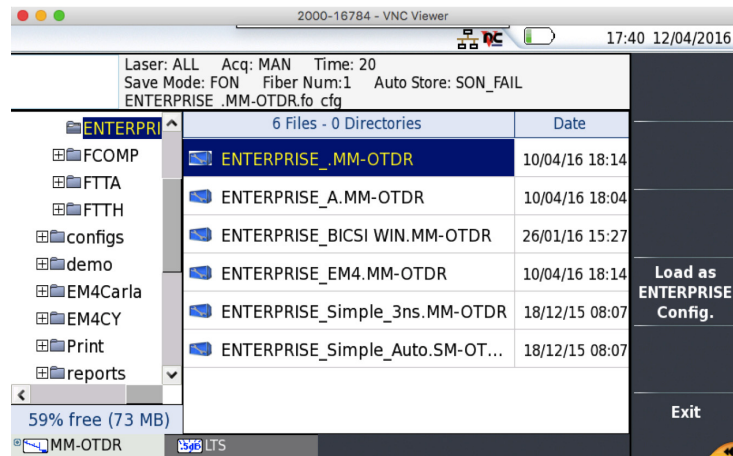 2000-16784 - VNC Viewer
17:40 12/04/2016
Laser: ALL Acq: MAN Time: 20
Save Mode: FON Fiber Num:1 Auto Store: SON_FAIL
ENTERPRISE_.MM-OTDR.fo_cfg
6 Files - 0 Directories Date
ENTERPRI
FCOMP
FTTA
FTTH
configs
demo
EM4Carla
EM4CY
Print
reports
ENTERPRISE_.MM-OTDR 10/04/16 18:14
ENTERPRISE_A.MM-OTDR 10/04/16 18:04
ENTERPRISE_BICSI WIN.MM-OTDR 26/01/16 15:27
ENTERPRISE_EM4.MM-OTDR 10/04/16 18:14
ENTERPRISE_Simple_3ns.MM-OTDR 18/12/15 08:07
ENTERPRISE_Simple_Auto.SM-OT... 18/12/15 08:07
Load as
ENTERPRISE
Config.
Exit
59% free (73 MB)
MM-OTDR
.5dB LTS